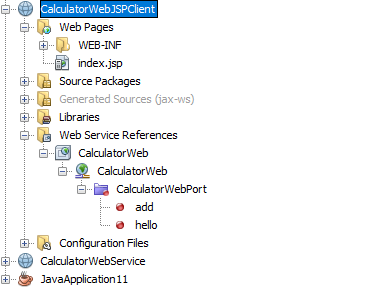 CalculatorWebJSPClient
Web Pages
WEB-INF
index.jsp
Source Packages
Generated Sources (jax-ws)
Libraries
Web Service References
CalculatorWeb
CalculatorWeb
CalculatorWebPort
add
hello
Configuration Files
CalculatorWebService
JavaApplication11